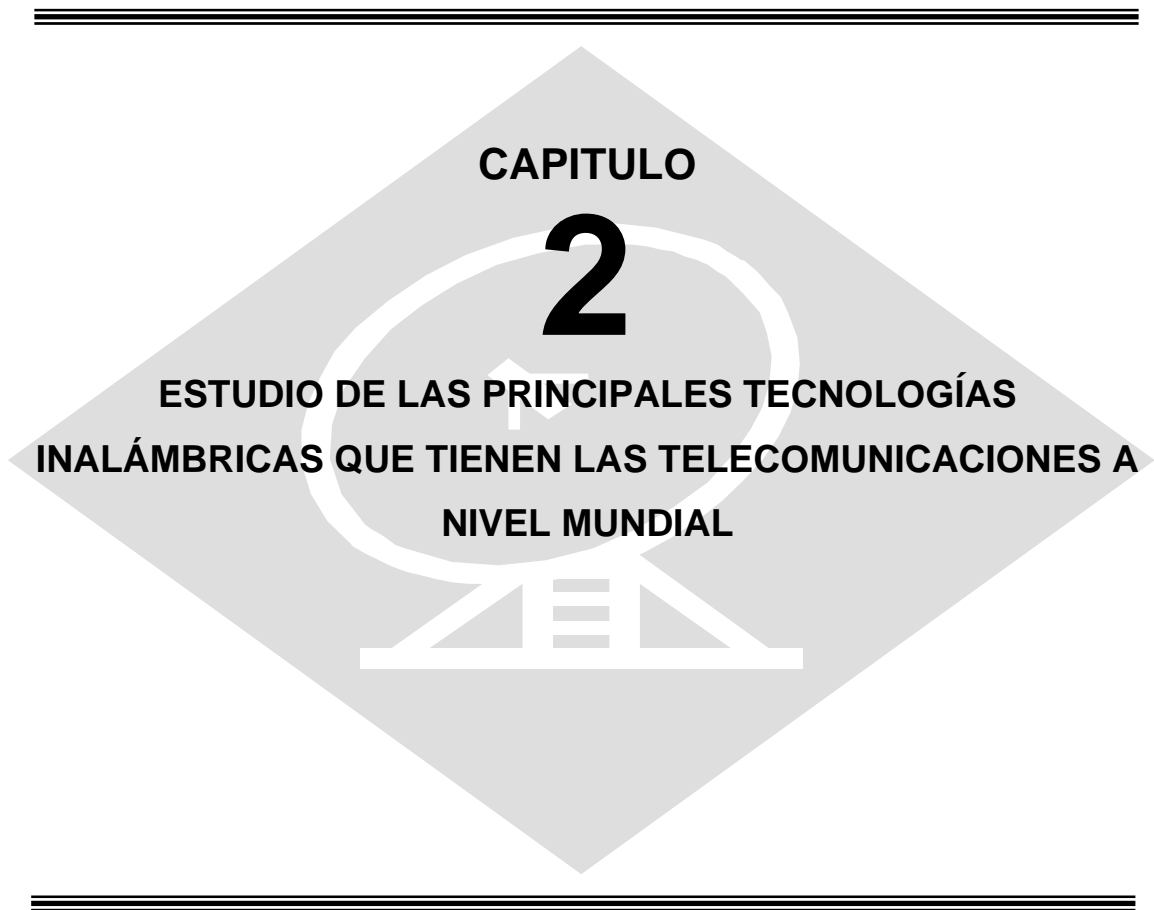 CAPITULO
2
ESTUDIO DE LAS PRINCIPALES TECNOLOGÍAS
INALÁMBRICAS QUE TIENEN LAS TELECOMUNICACIONES A
NIVEL MUNDIAL